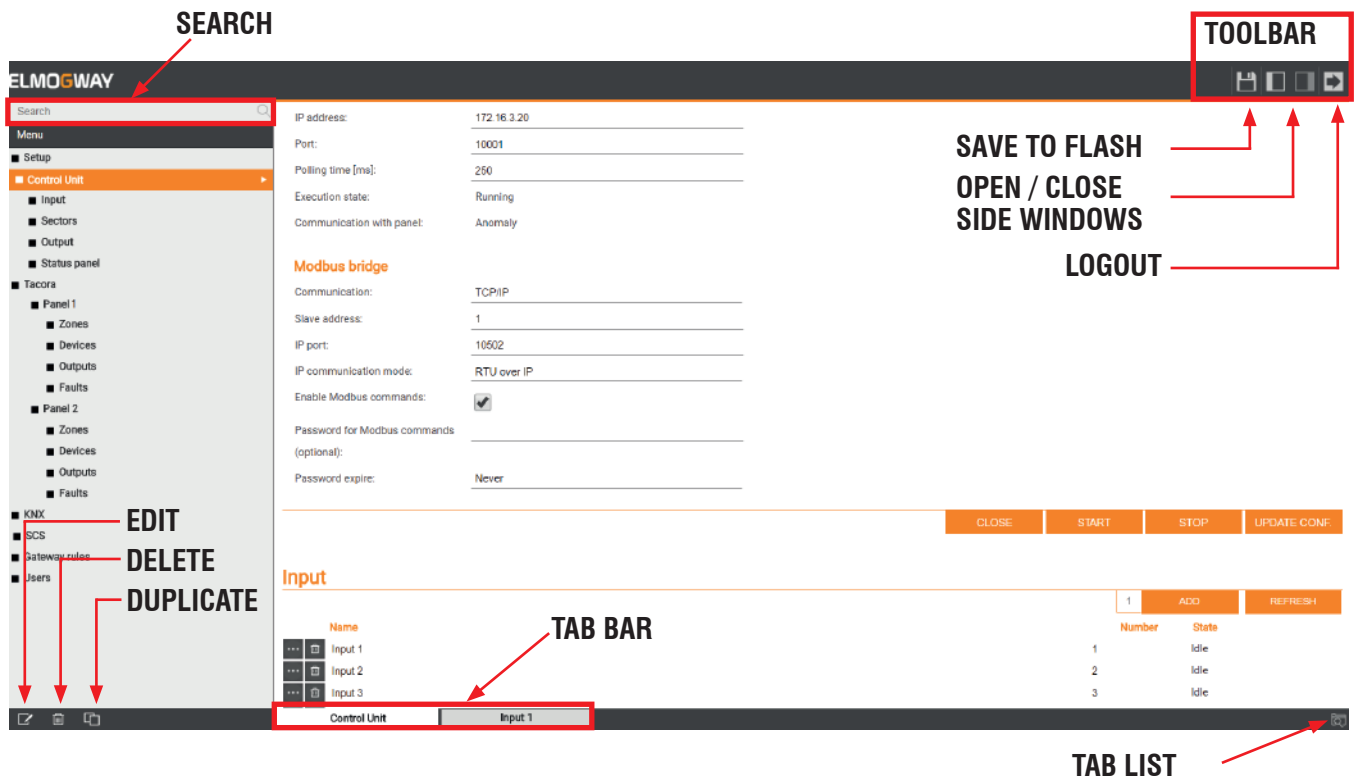 SEARCH
TOOLBAR
ELMOGWAY
Search
Menu
Setup
Control Unit
Input
Sectors
Output
Status panel
Tacora
Panel 1
Zones
Devices
Outputs
Faults
Panel 2
Zones
Devices
Outputs
Faults
KNX
SCS
Gateway rules
Users
EDIT
DELETE
DUPLICATE
IP address: 172.16.3.20
Port: 10001
Polling time [ms]: 250
Execution state: Running
Communication with panel: Anomaly
Modbus bridge
Communication: TCP/IP
Slave address: 1
IP port: 10502
IP communication mode: RTU over IP
Enable Modbus commands:
Password for Modbus commands
(optional):
Password expire: Never
SAVE TO FLASH
OPEN / CLOSE
SIDE WINDOWS
LOGOUT
CLOSE START STOP UPDATE CONF.
Input
1 ADD REFRESH
Name Number State
Input 1 1 Idle
Input 2 2 Idle
Input 3 3 Idle
TAB BAR
Control Unit Input 1
TAB LIST